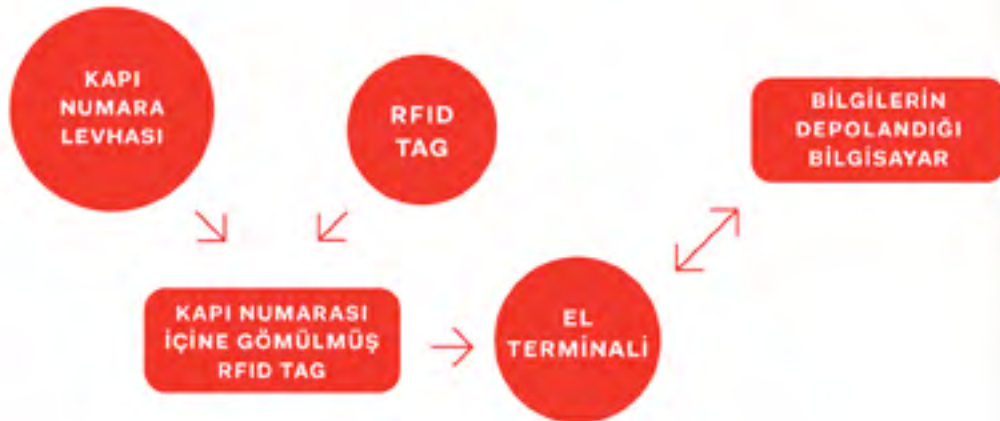 KAPI
NUMARA
LEVHASI
RFID
TAG
BİLGİLERİN
DEPOLANDIĞI
BİLGİSAYAR
KAPI NUMARASI
İÇİNE GÖMÜLMÜŞ
RFID TAG
EL
TERMİNALİ